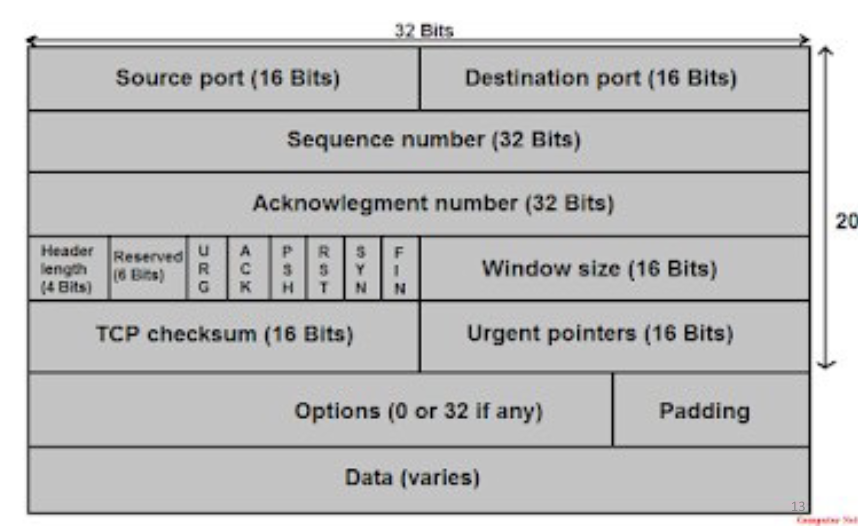 32 Bits
Source port (16 Bits)
Destination port (16 Bits)
Sequence number (32 Bits)
Acknowlegment number (32 Bits)
20
Header
length
(4 Bits)
Reserved
(6 Bits)
URG
ACK
PSH
RST
SYN
FIN
Window size (16 Bits)
TCP checksum (16 Bits)
Urgent pointers (16 Bits)
Options (0 or 32 if any)
Padding
Data (varies)
13
Computer